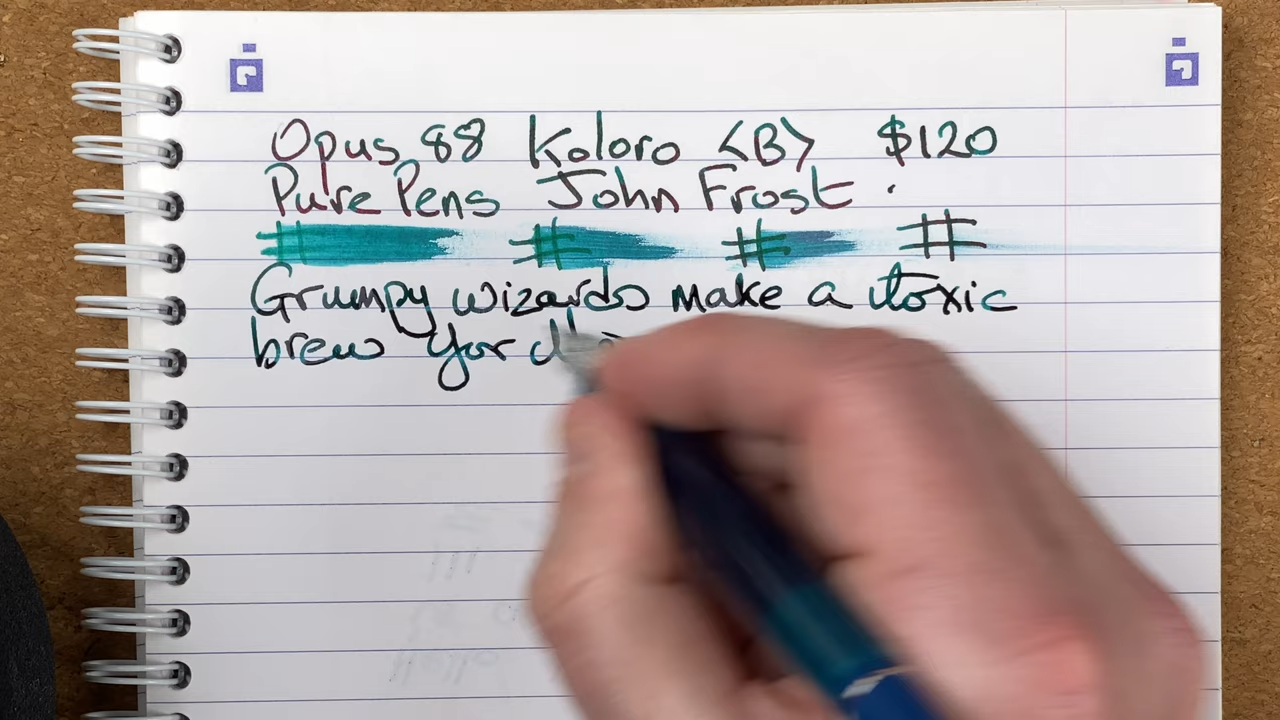 Opus 88 Koloro <B> $120
Pure Pens John Frost .
# # # #
Grumpy wizards make a toxic
brew for